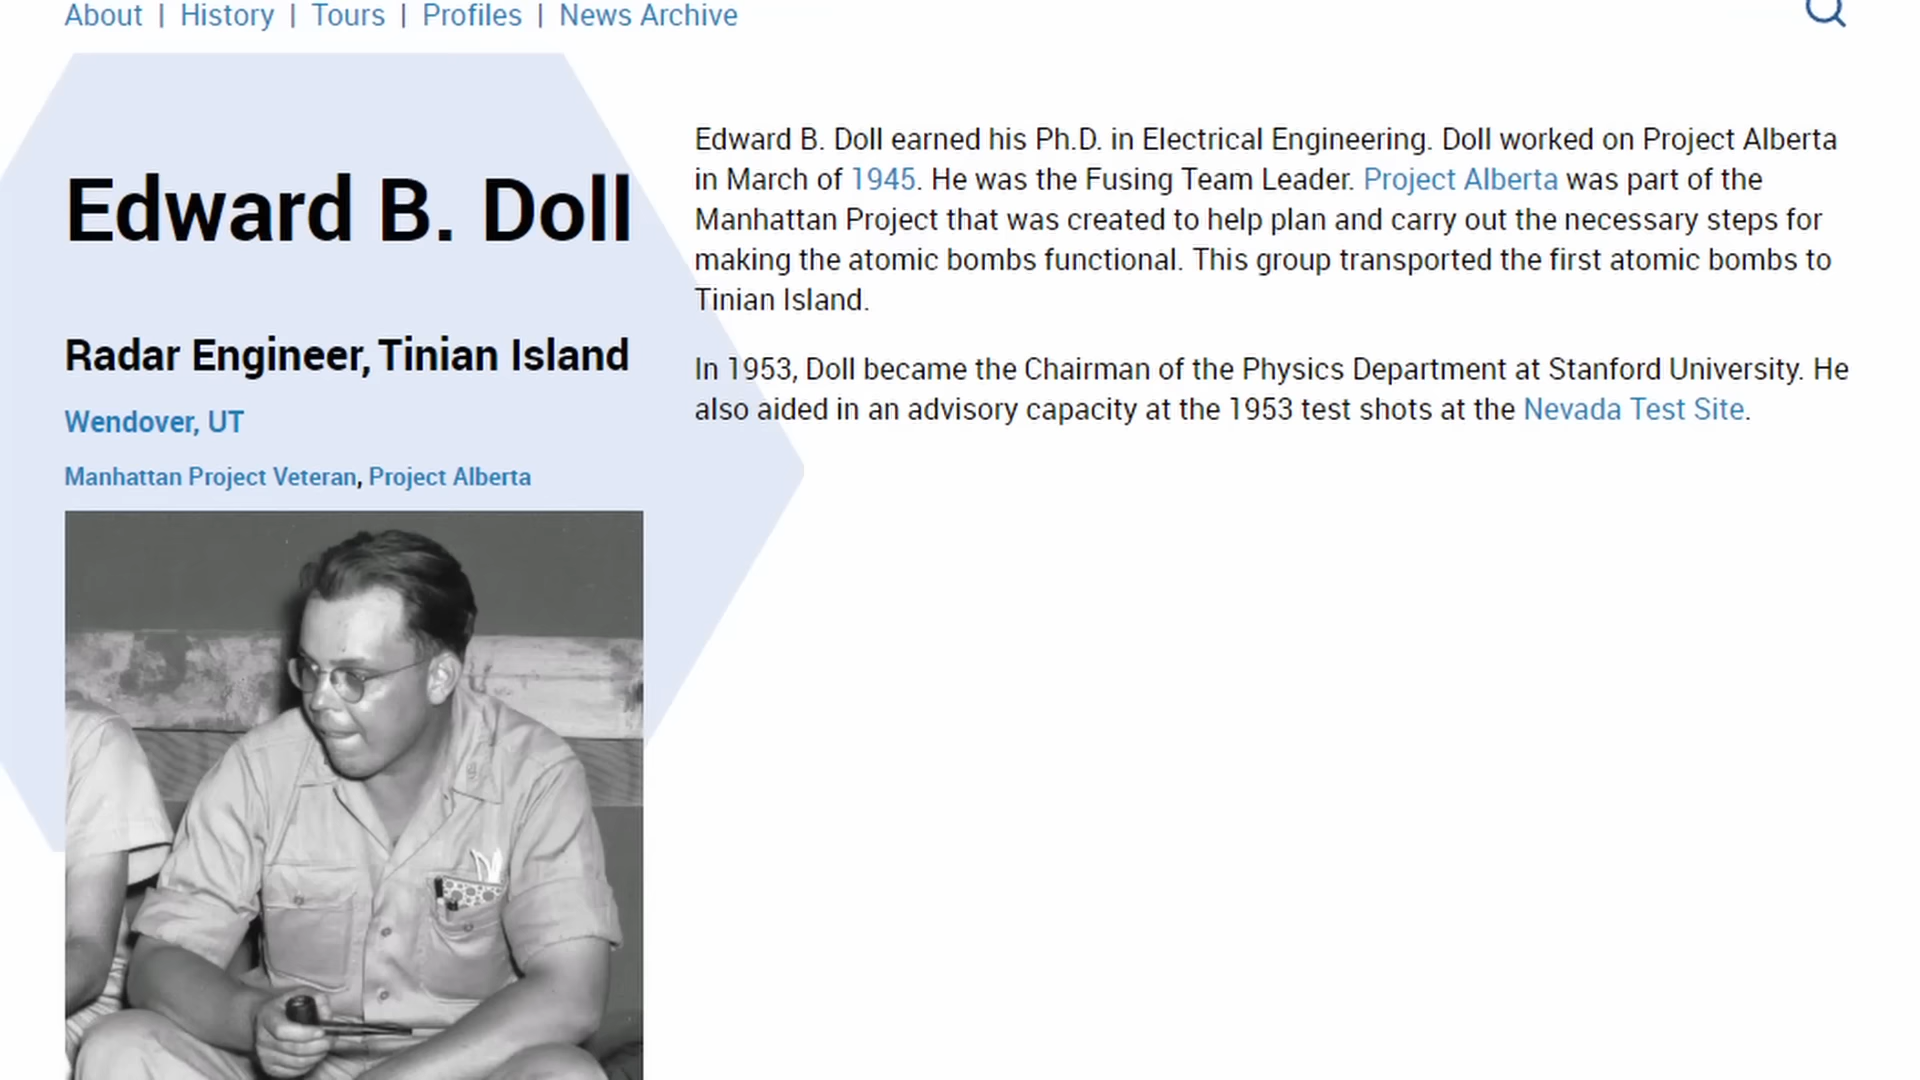 About | History | Tours | Profiles | News Archive
Edward B. Doll
Radar Engineer, Tinian Island
Wendover, UT
Manhattan Project Veteran, Project Alberta
Edward B. Doll earned his Ph.D. in Electrical Engineering. Doll worked on Project Alberta
in March of 1945. He was the Fusing Team Leader. Project Alberta was part of the
Manhattan Project that was created to help plan and carry out the necessary steps for
making the atomic bombs functional. This group transported the first atomic bombs to
Tinian Island.
In 1953, Doll became the Chairman of the Physics Department at Stanford University. He
also aided in an advisory capacity at the 1953 test shots at the Nevada Test Site.